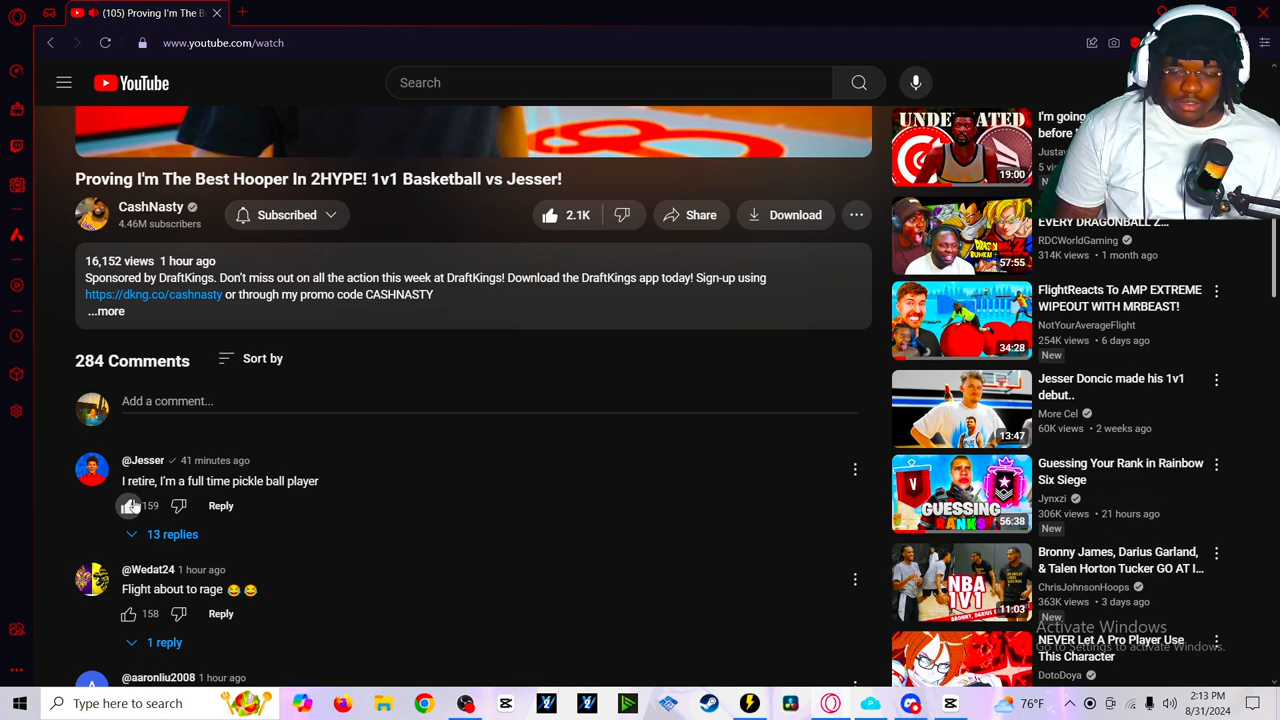 (105) Proving I'm The B
www.youtube.com/watch
YouTube
Search
Proving I'm The Best Hooper In 2HYPE! 1v1 Basketball vs Jesser!
CashNasty
4.46M subscribers
Subscribed
2.1K
Share
Download
16,152 views 1 hour ago
Sponsored by DraftKings. Don't miss out on all the action this week at DraftKings! Download the DraftKings app today! Sign-up using
https://dkng.co/cashnasty or through my promo code CASHNASTY
...more
284 Comments
Sort by
Add a comment...
@Jesser 41 minutes ago
I retire, I'm a full time pickle ball player
159
Reply
13 replies
@Wedat24 1 hour ago
Flight about to rage 😂😂
158
Reply
1 reply
@aaronliu2008 1 hour ago
19:00
I'm going
before
5 vi
57:55
EVERY DRAGONBALL Z...
RDCWorldGaming
314K views • 1 month ago
34:28
FlightReacts To AMP EXTREME
WIPEOUT WITH MRBEAST!
NotYourAverageFlight
254K views • 6 days ago
New
13:47
Jesser Doncic made his 1v1
debut..
More Cel
60K views • 2 weeks ago
GUESSING
RANKS
56:38
Guessing Your Rank in Rainbow
Six Siege
Jynxzi
306K views • 21 hours ago
New
NBA
1V1
11:03
Bronny James, Darius Garland,
& Talen Horton Tucker GO AT I...
ChrisJohnsonHoops
363K views • 3 days ago
New
Activate Windows
Go to Settings to activate Windows.
NEVER Let A Pro Player Use
This Character
DotoDoya
Type here to search
76°F
2:13 PM
8/31/2024